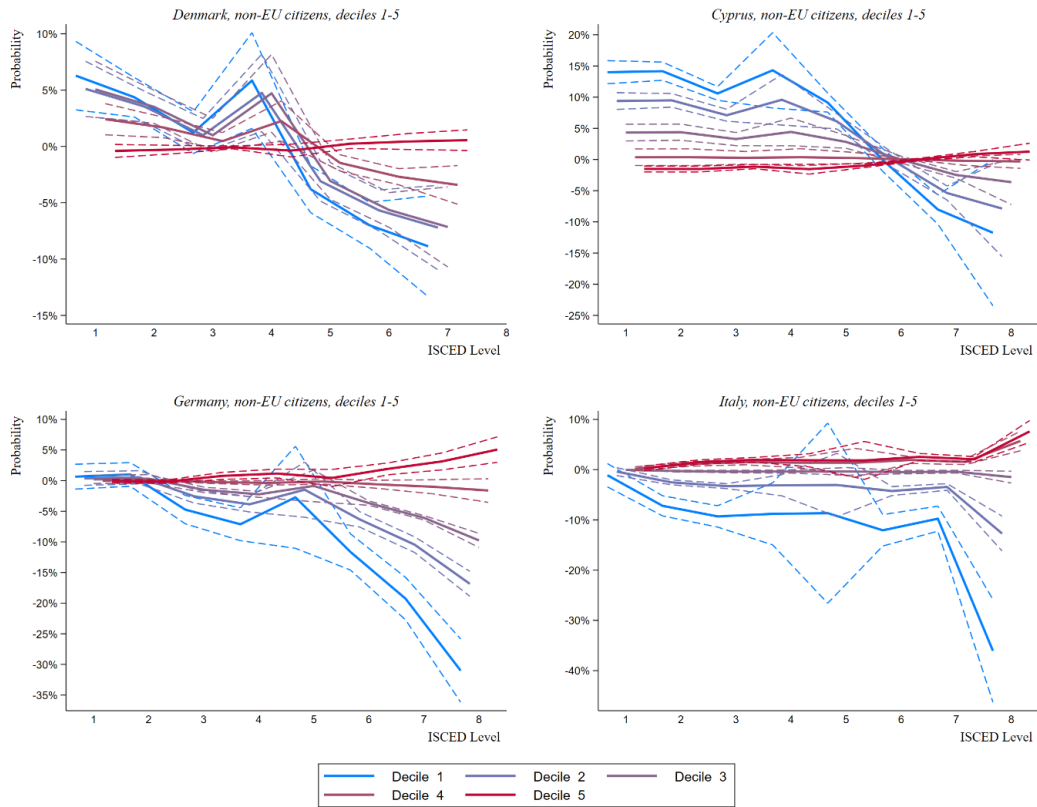 Denmark, non-EU citizens, deciles 1-5
Probability
10%
5%
0%
-5%
-10%
-15%
1 2 3 4 5 6 7 8
ISCED Level
Cyprus, non-EU citizens, deciles 1-5
Probability
20%
15%
10%
5%
0%
-5%
-10%
-15%
-20%
-25%
1 2 3 4 5 6 7 8
ISCED Level
Germany, non-EU citizens, deciles 1-5
Probability
10%
5%
0%
-5%
-10%
-15%
-20%
-25%
-30%
-35%
1 2 3 4 5 6 7 8
ISCED Level
Italy, non-EU citizens, deciles 1-5
Probability
10%
0%
-10%
-20%
-30%
-40%
1 2 3 4 5 6 7 8
ISCED Level
Decile 1 Decile 2 Decile 3
Decile 4 Decile 5